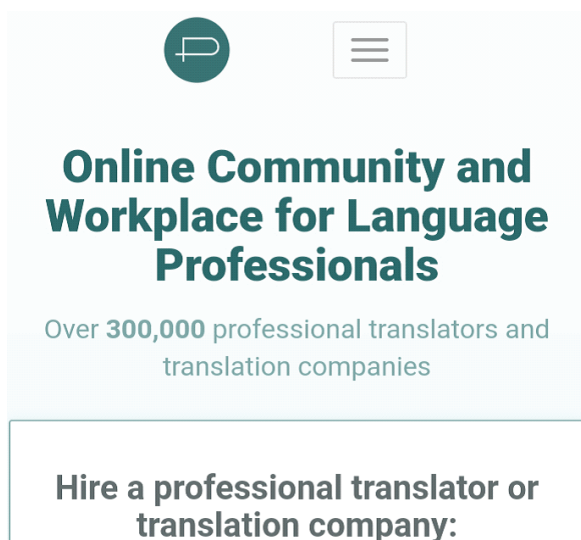 Online Community and
Workplace for Language
Professionals
Over 300,000 professional translators and
translation companies
Hire a professional translator or
translation company: